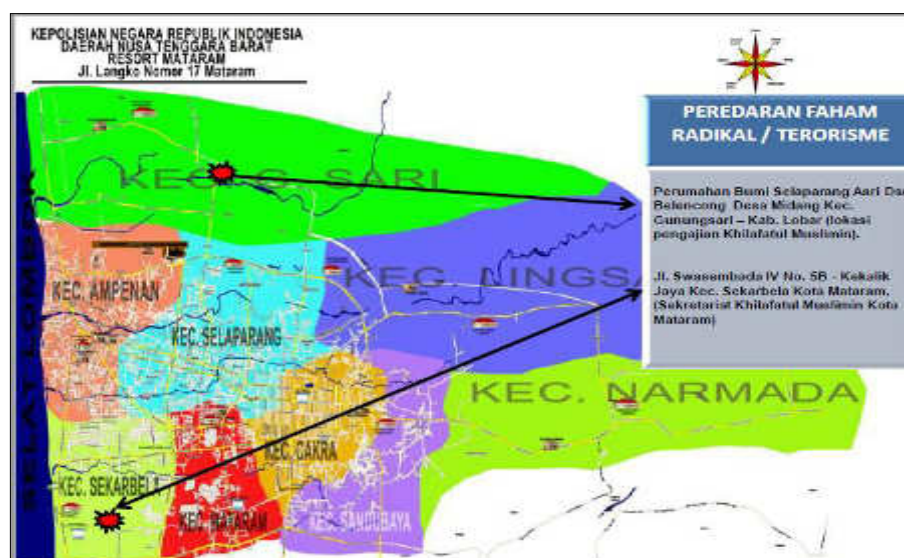 KEPOLISIAN NEGARA REPUBLIK INDONESIA
DAERAH NUSA TENGGARA BARAT
RESORT MATARAM
Jl. Langko Nomor 17 Mataram
PEREDARAN FAHAM
RADIKAL / TERORISME
Perumahan Bumi Selaparang Asri Dsn
Belencong Desa Midang Kec.
Gunungsari – Kab. Lobar (lokasi
pengajian Khilafatul Muslimin).
Jl. Swasembada IV No. 5B - Kekalik
Jaya Kec. Sekarbela Kota Mataram,
(Sekretarist Khilafatul Muslimin Kota
Mataram)
KEC. G. SARI
KEC. LINGSA
KEC. AMPENAN
KEC. SELAPARANG
KEC. NARMADA
KEC. CAKRA
KEC. SEKARBELA
KEC. MATARAM
KEC. SANDUBAYA
SELAT LOMBOK